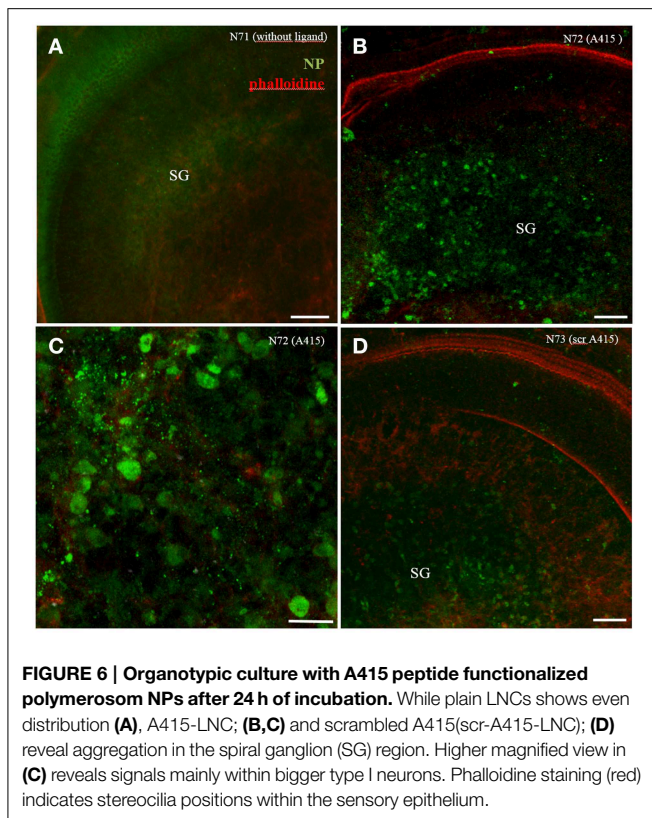 A
N71 (without ligand)
NP
phalloidine
SG
B
N72 (A415 )
SG
C
N72 (A415)
D
N73 (scr A415)
SG
FIGURE 6 | Organotypic culture with A415 peptide functionalized
polymerosom NPs after 24 h of incubation. While plain LNCs shows even
distribution (A), A415-LNC; (B,C) and scrambled A415(scr-A415-LNC); (D)
reveal aggregation in the spiral ganglion (SG) region. Higher magnified view in
(C) reveals signals mainly within bigger type I neurons. Phalloidine staining (red)
indicates stereocilia positions within the sensory epithelium.